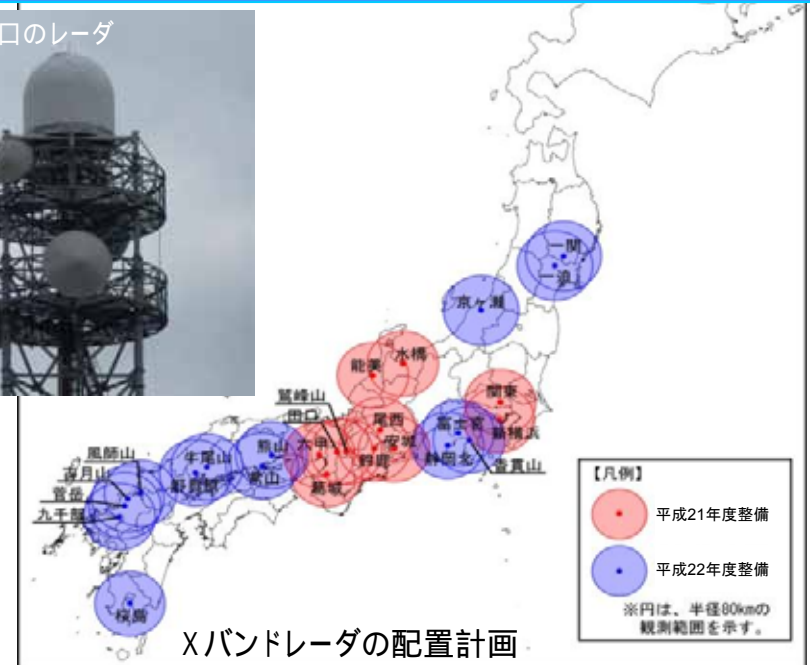 口のレーダ
一関
一迫
京ヶ瀬
水橋
能美
関東
新横浜
鷲峰山
田口
尾西
安城
鈴鹿
六甲
葛城
富士宮
静岡北
香貫山
熊山
常山
牛尾山
野貝原
風師山
古月山
菅岳
九千部
桜島
【凡例】
平成21年度整備
平成22年度整備
※円は、半径80kmの
観測範囲を示す。
Xバンドレーダの配置計画